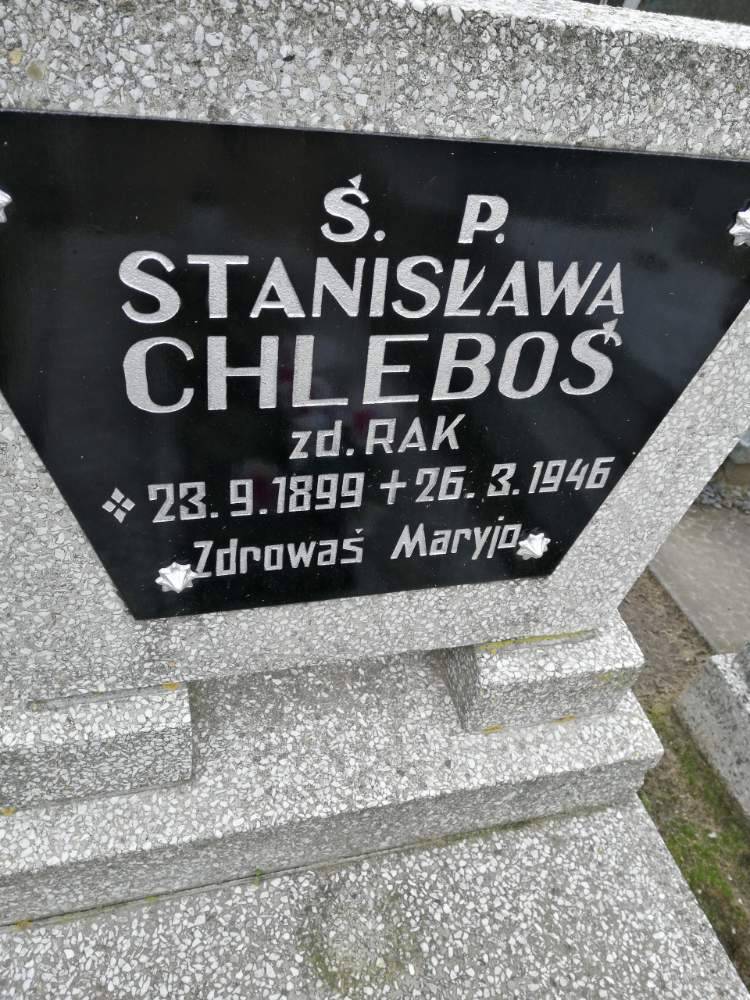 Ś. P.
STANISŁAWA
CHLEBOŚ
zd. RAK
23.9.1899 + 26.3.1946
Zdrowaś Maryjo